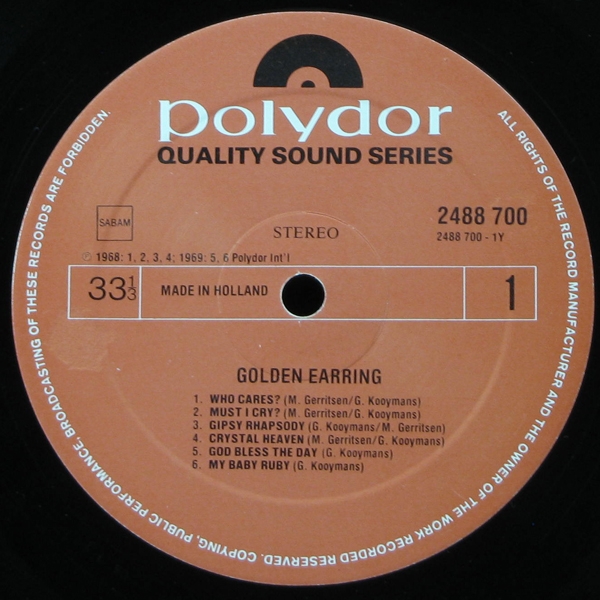 polydor
QUALITY SOUND SERIES
SABAM
STEREO
2488 700
2488 700 - 1Y
℗ 1968: 1, 2, 3, 4; 1969: 5, 6 Polydor Int'l
33 1/3
MADE IN HOLLAND
1
GOLDEN EARRING
1. WHO CARES? (M. Gerritsen/G. Kooymans)
2. MUST I CRY? (M. Gerritsen/G. Kooymans)
3. GIPSY RHAPSODY (G. Kooymans/M. Gerritsen)
4. CRYSTAL HEAVEN (M. Gerritsen/G. Kooymans)
5. GOD BLESS THE DAY (G. Kooymans)
6. MY BABY RUBY (G. Kooymans)
ALL RIGHTS OF THE RECORD MANUFACTURER AND THE OWNER OF THE WORK RECORDED RESERVED. COPYING, PUBLIC PERFORMANCE, BROADCASTING OF THESE RECORDS ARE FORBIDDEN.